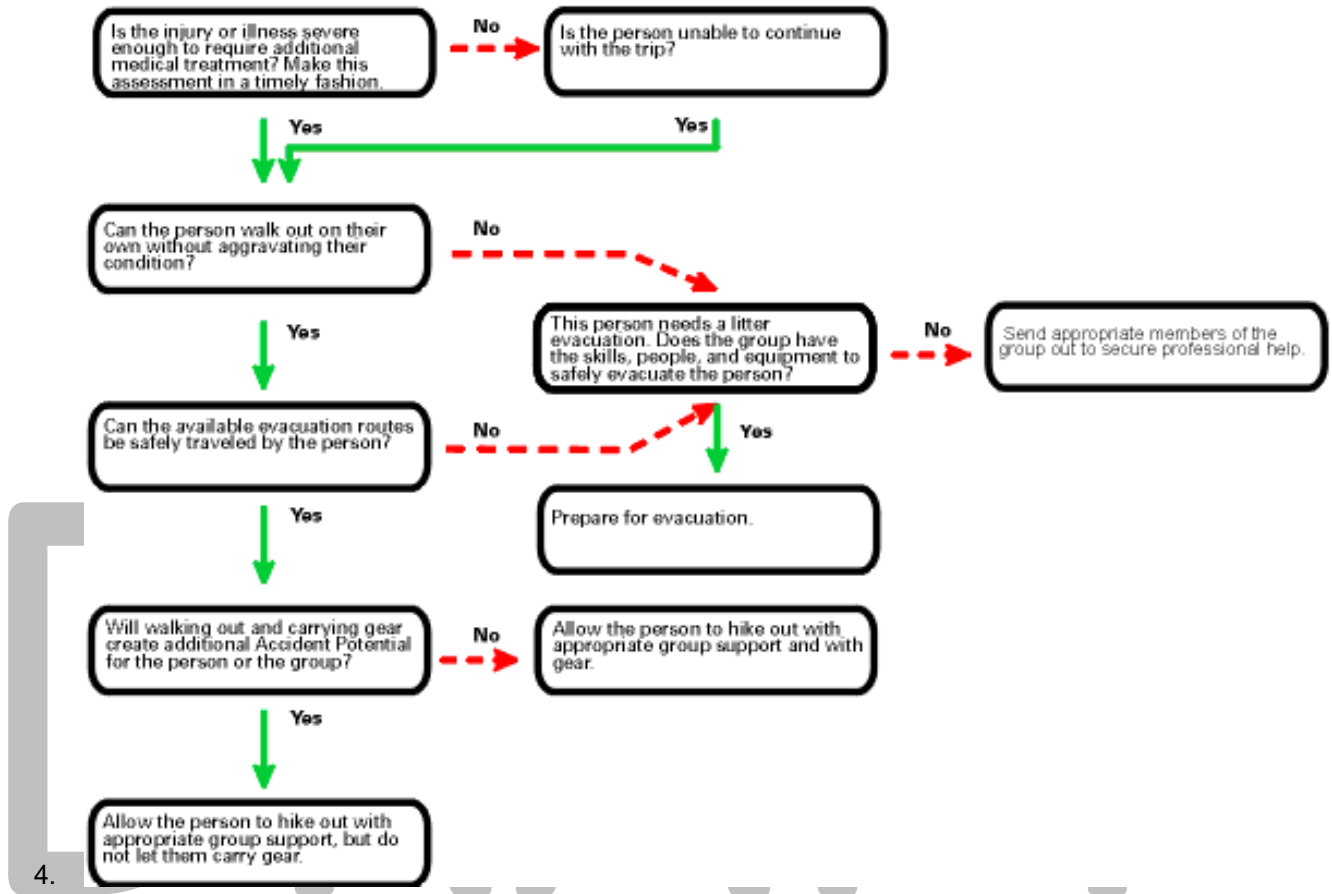 Is the injury or illness severe
enough to require additional
medical treatment? Make this
assessment in a timely fashion.
No
Is the person unable to continue
with the trip?
Yes
Yes
Can the person walk out on their
own without aggravating their
condition?
No
This person needs a litter
evacuation. Does the group have
the skills, people, and equipment to
safely evacuate the person?
No
Send appropriate members of the
group out to secure professional help.
Yes
Can the available evacuation routes
be safely traveled by the person?
No
Yes
Prepare for evacuation.
Yes
Will walking out and carrying gear
create additional Accident Potential
for the person or the group?
No
Allow the person to hike out with
appropriate group support and with
gear.
Yes
Allow the person to hike out with
appropriate group support, but do
not let them carry gear.
4.